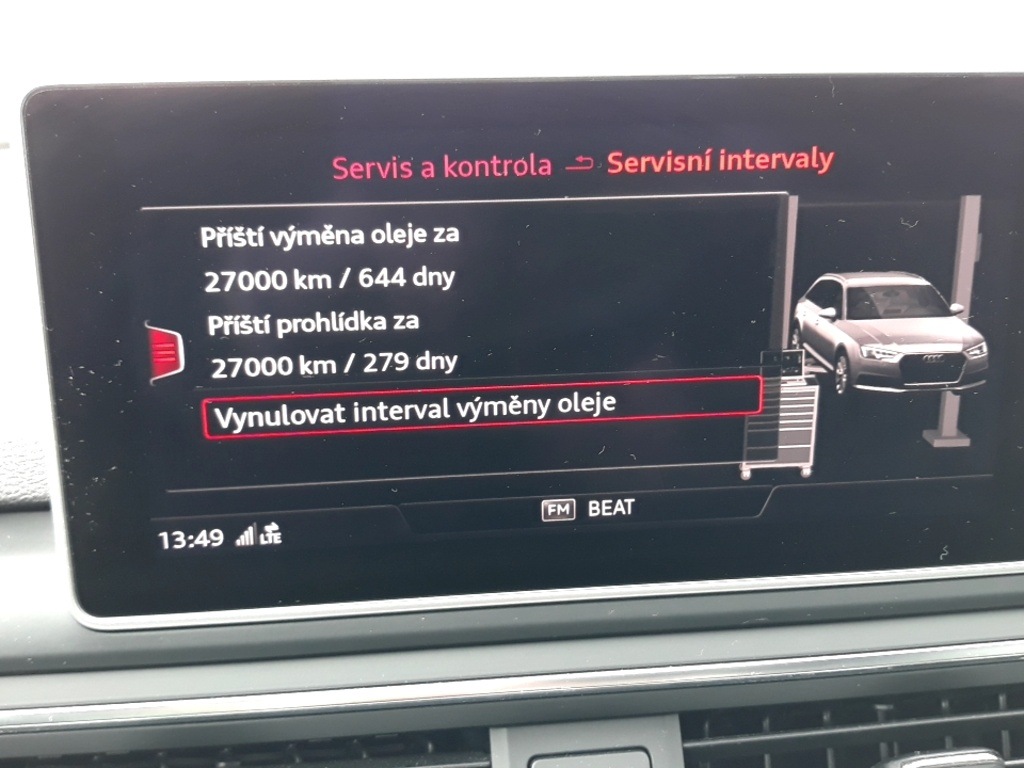 Servis a kontrola Servisní intervaly
Příští výměna oleje za
27000 km / 644 dny
Příští prohlídka za
27000 km / 279 dny
Vynulovat interval výměny oleje
FM BEAT
13:49 LTE